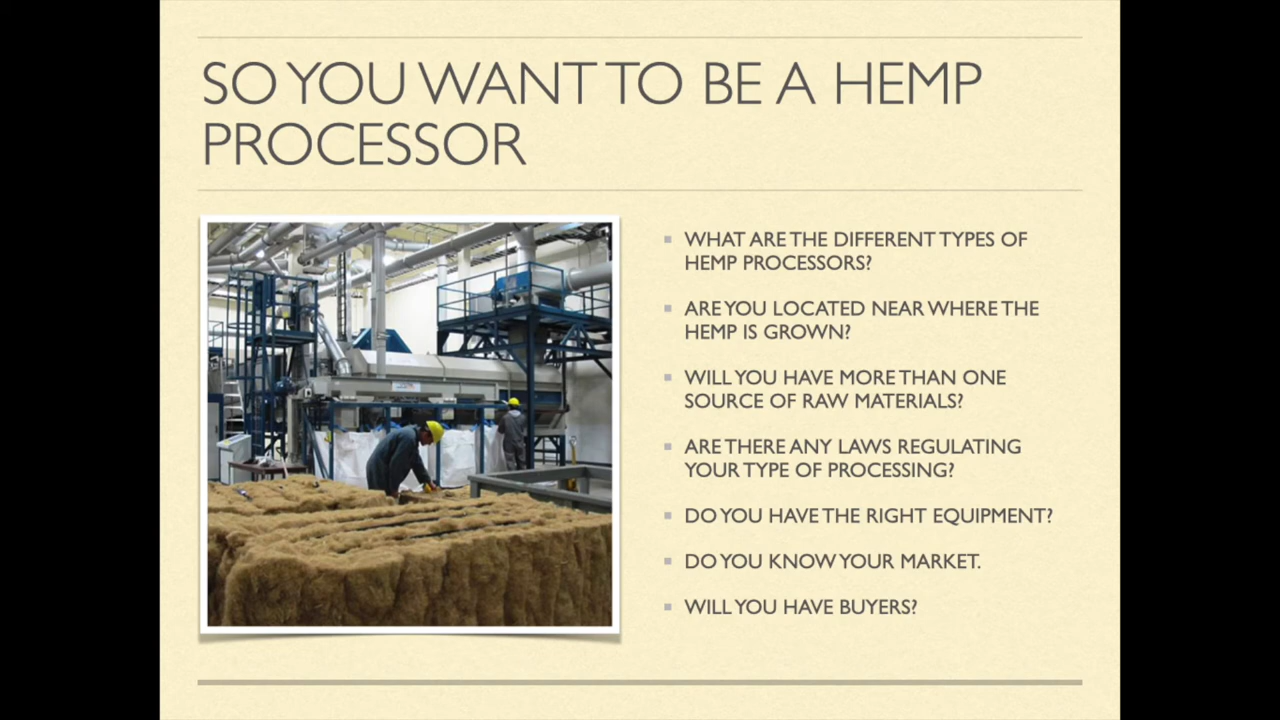 SO YOU WANT TO BE A HEMP
PROCESSOR
WHAT ARE THE DIFFERENT TYPES OF
HEMP PROCESSORS?
ARE YOU LOCATED NEAR WHERE THE
HEMP IS GROWN?
WILL YOU HAVE MORE THAN ONE
SOURCE OF RAW MATERIALS?
ARE THERE ANY LAWS REGULATING
YOUR TYPE OF PROCESSING?
DO YOU HAVE THE RIGHT EQUIPMENT?
DO YOU KNOW YOUR MARKET.
WILL YOU HAVE BUYERS?